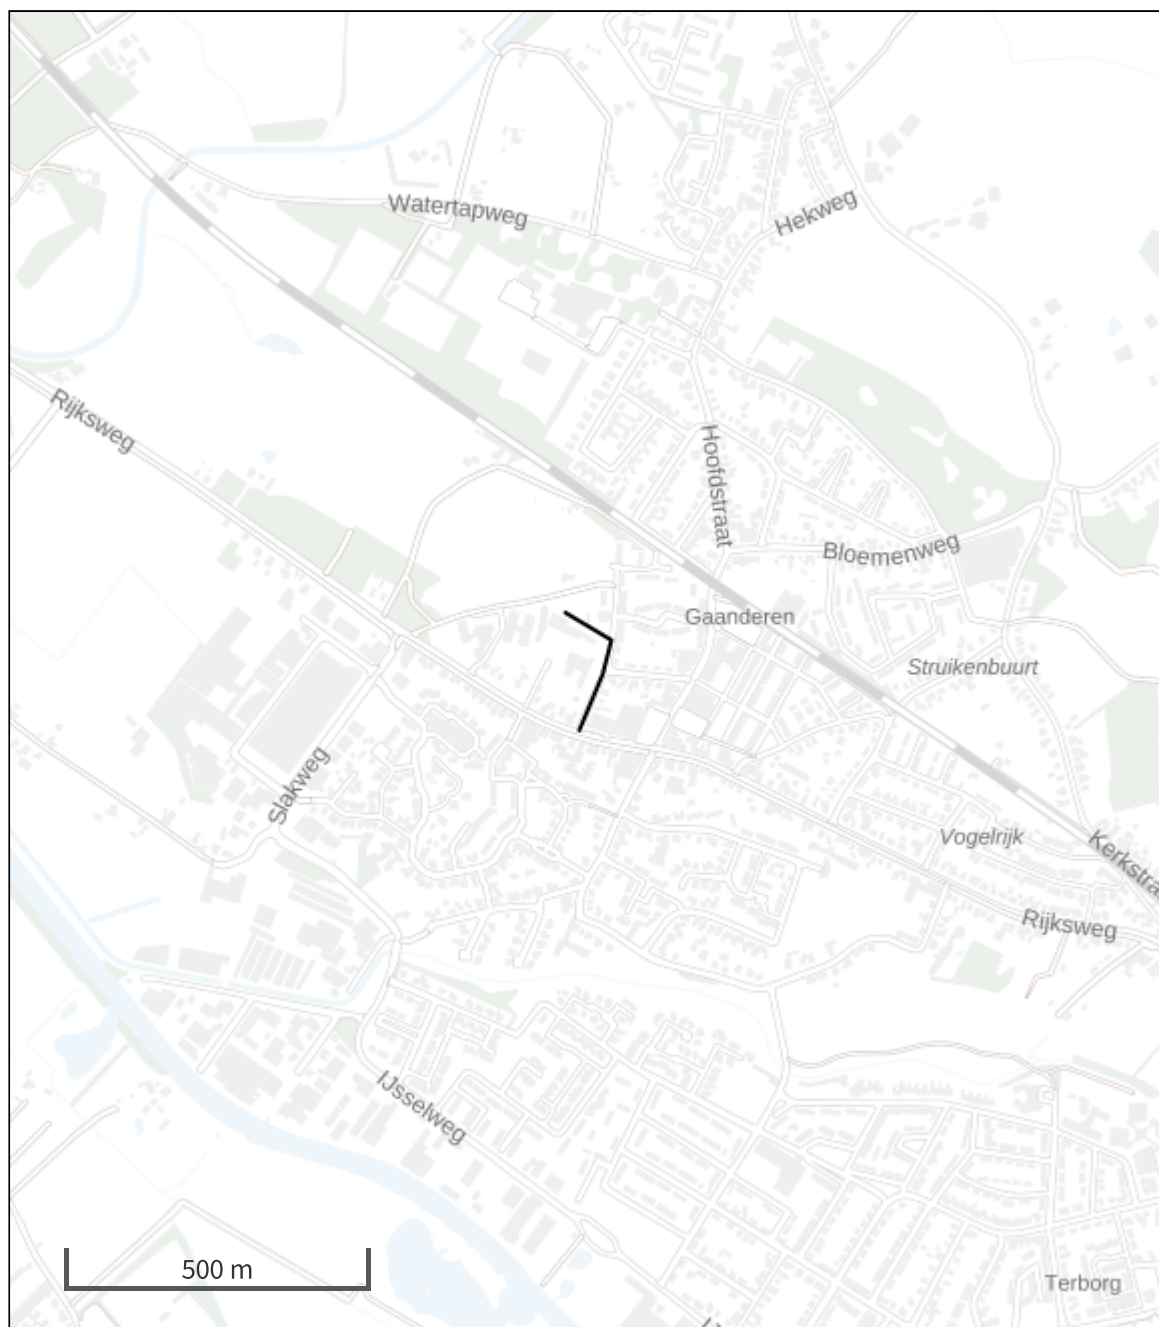 Watertapweg
Hekweg
Rijksweg
Hoofdstraat
Bloemenweg
Gaanderen
Struikenbuurt
Slakweg
Vogelrijk
Kerkstra
Rijksweg
IJsselweg
500 m
Terborg